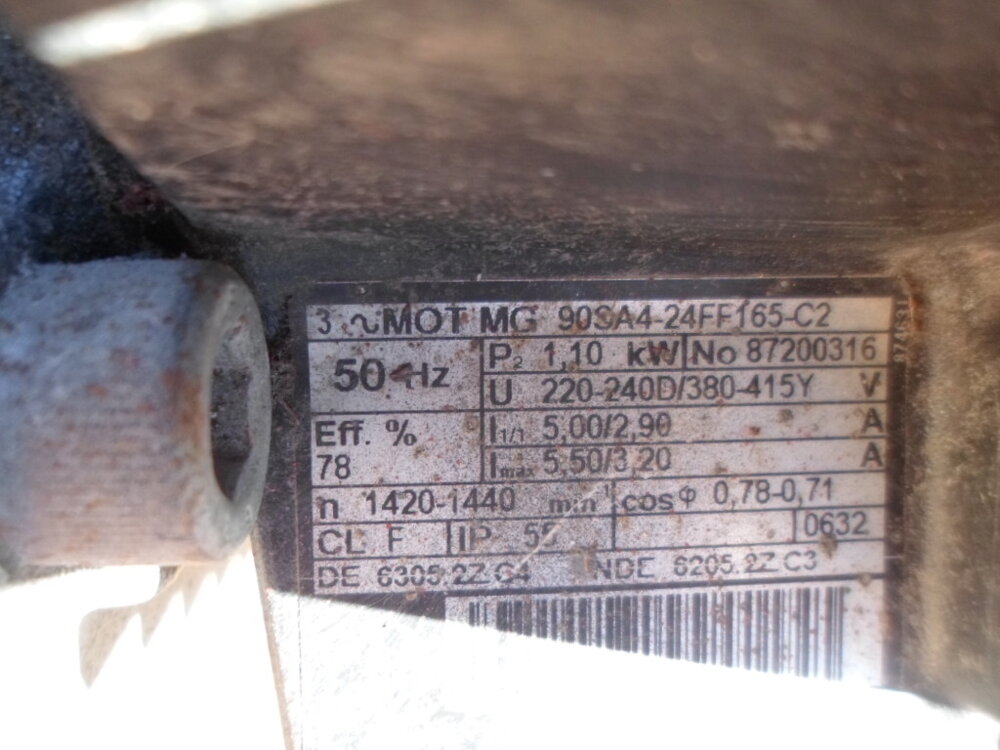 3 ~ MOT MG 90SA4-24FF165-C2
50 Hz
P2 1,10 kW No 87200316
U 220-240D/380-415Y V
Eff. %
78
I1/1 5,00/2,90 A
Imax 5,50/3,20 A
n 1420-1440 min-1 cos φ 0,78-0,71
CL F IP 55 0632
DE 6305.2Z.C4 NDE 6205.2Z.C3